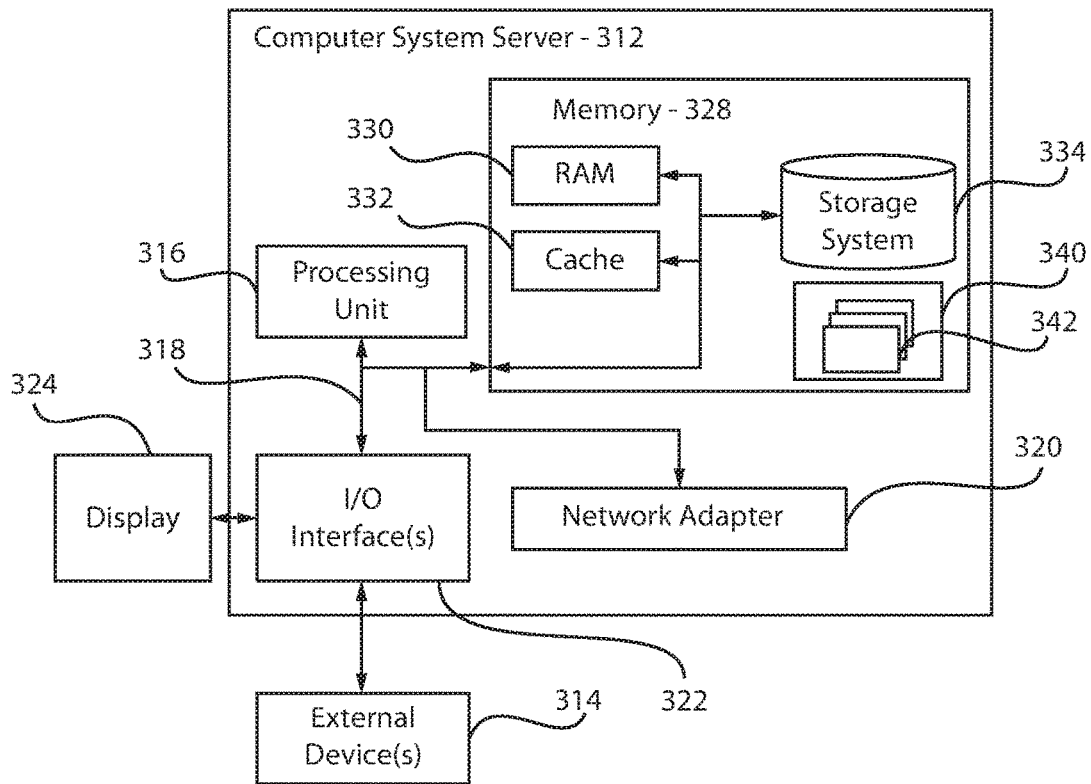 Computer System Server - 312
Memory - 328
330
RAM
334
332
Storage
System
Cache
316
Processing
Unit
340
342
318
324
320
I/O
Interface(s)
Display
Network Adapter
322
314
External
Device(s)